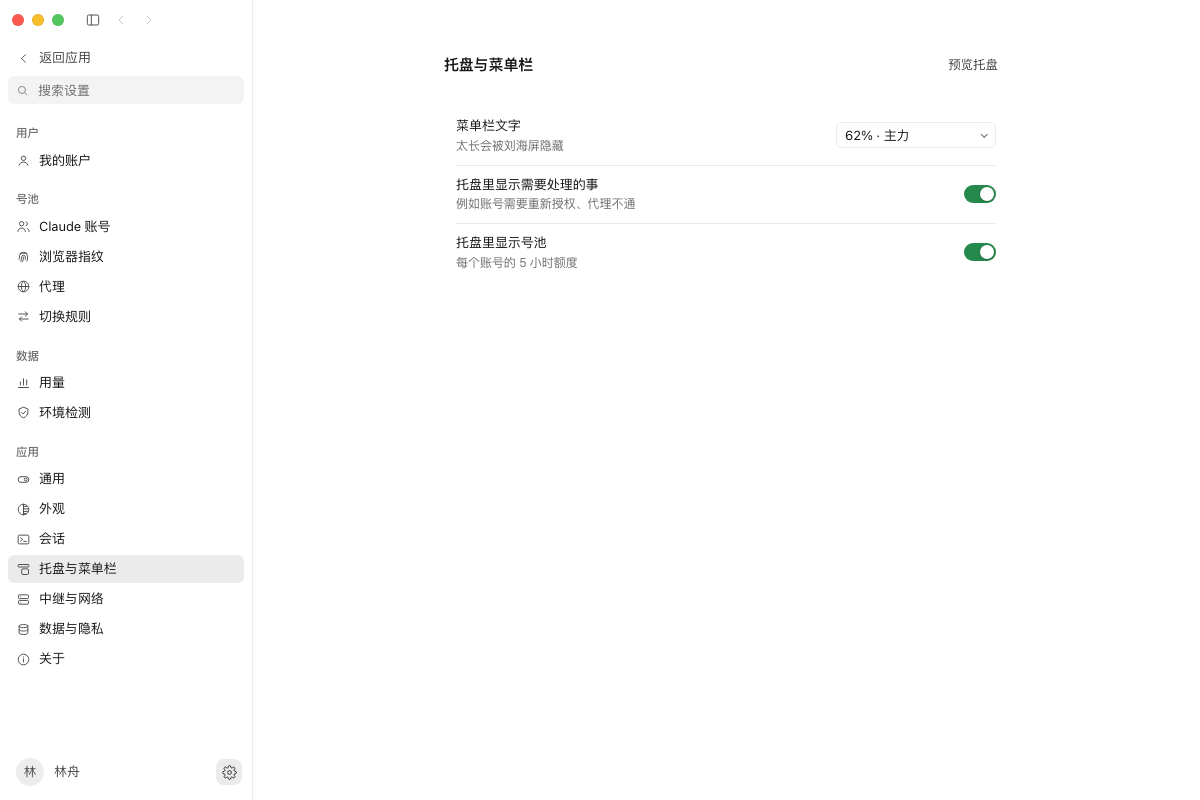 返回应用
搜索设置
用户
我的账户
号池
Claude 账号
浏览器指纹
代理
切换规则
数据
用量
环境检测
应用
通用
外观
会话
托盘与菜单栏
中继与网络
数据与隐私
关于
林 林舟
托盘与菜单栏 预览托盘
菜单栏文字
太长会被刘海屏隐藏
62% · 主力
托盘里显示需要处理的事
例如账号需要重新授权、代理不通
托盘里显示号池
每个账号的 5 小时额度